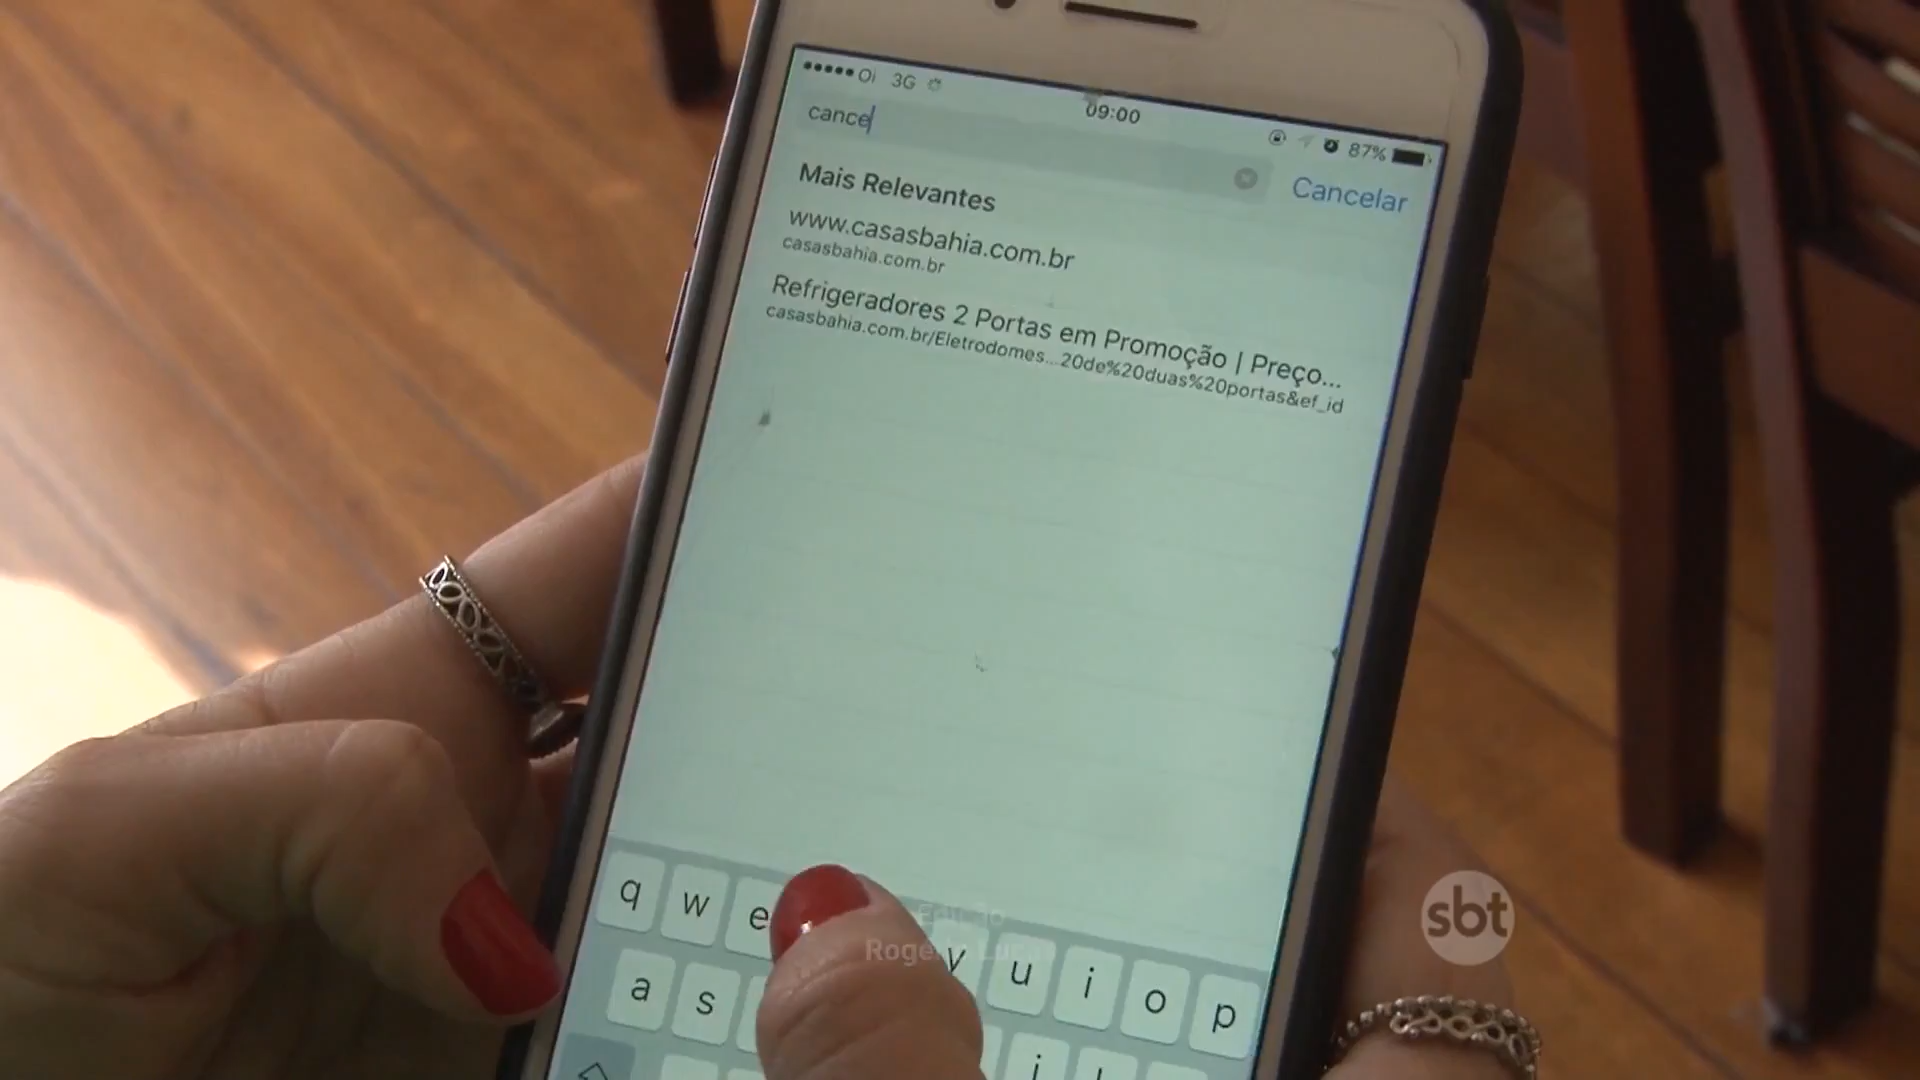 Oi 3G 09:00 87%
cance
Cancelar
Mais Relevantes
www.casasbahia.com.br
casasbahia.com.br
Refrigeradores 2 Portas em Promoção | Preço...
casasbahia.com.br/Eletrodomes...20de%20duas%20portas&ef_id
q w e y u i o p
a s
sbt